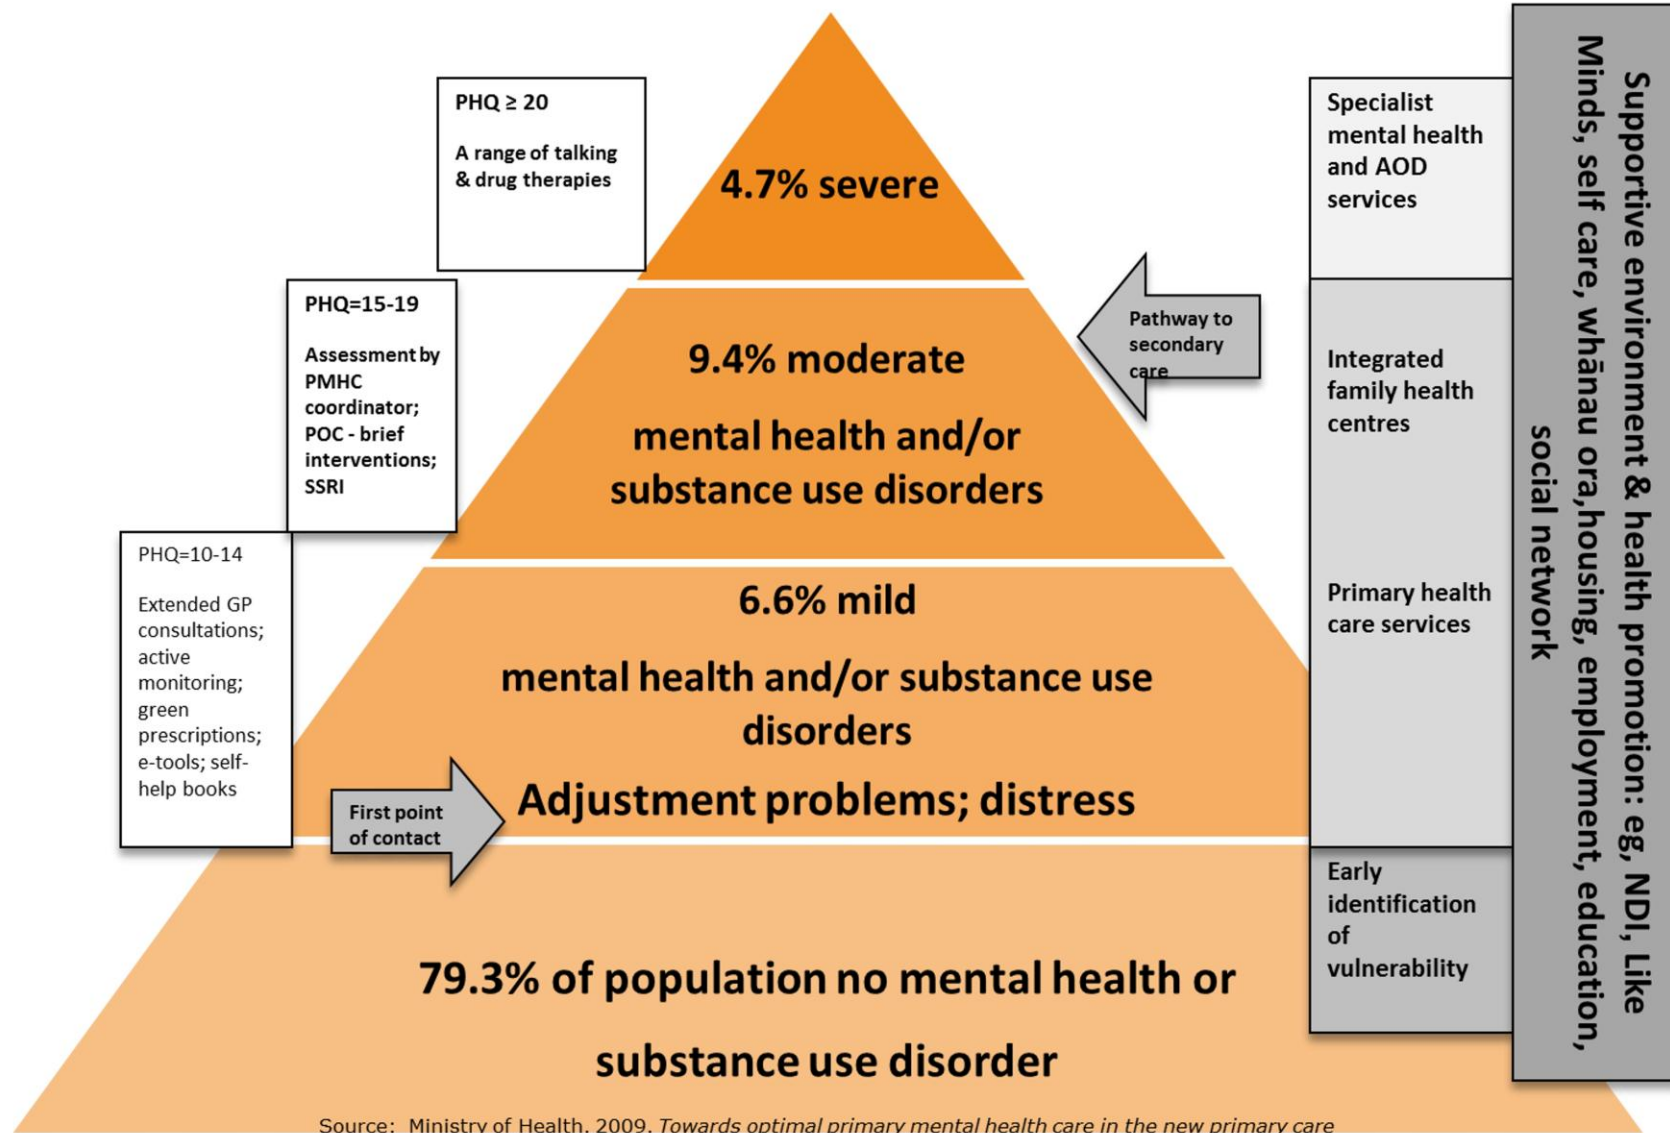 PHQ ≥ 20
A range of talking
& drug therapies
4.7% severe
Specialist
mental health
and AOD
services
PHQ=15-19
Assessment by
PMHC
coordinator;
POC - brief
interventions;
SSRI
9.4% moderate
mental health and/or
substance use disorders
Pathway to
secondary
care
Integrated
family health
centres
PHQ=10-14
Extended GP
consultations;
active
monitoring;
green
prescriptions;
e-tools; self-
help books
6.6% mild
mental health and/or substance use
disorders
Adjustment problems; distress
Primary health
care services
First point
of contact
79.3% of population no mental health or
substance use disorder
Early
identification
of
vulnerability
Supportive environment & health promotion: eg, NDI, Like
Minds, self care, whānau ora,housing, employment, education,
social network
Source: Ministry of Health. 2009. Towards optimal primary mental health care in the new primary care